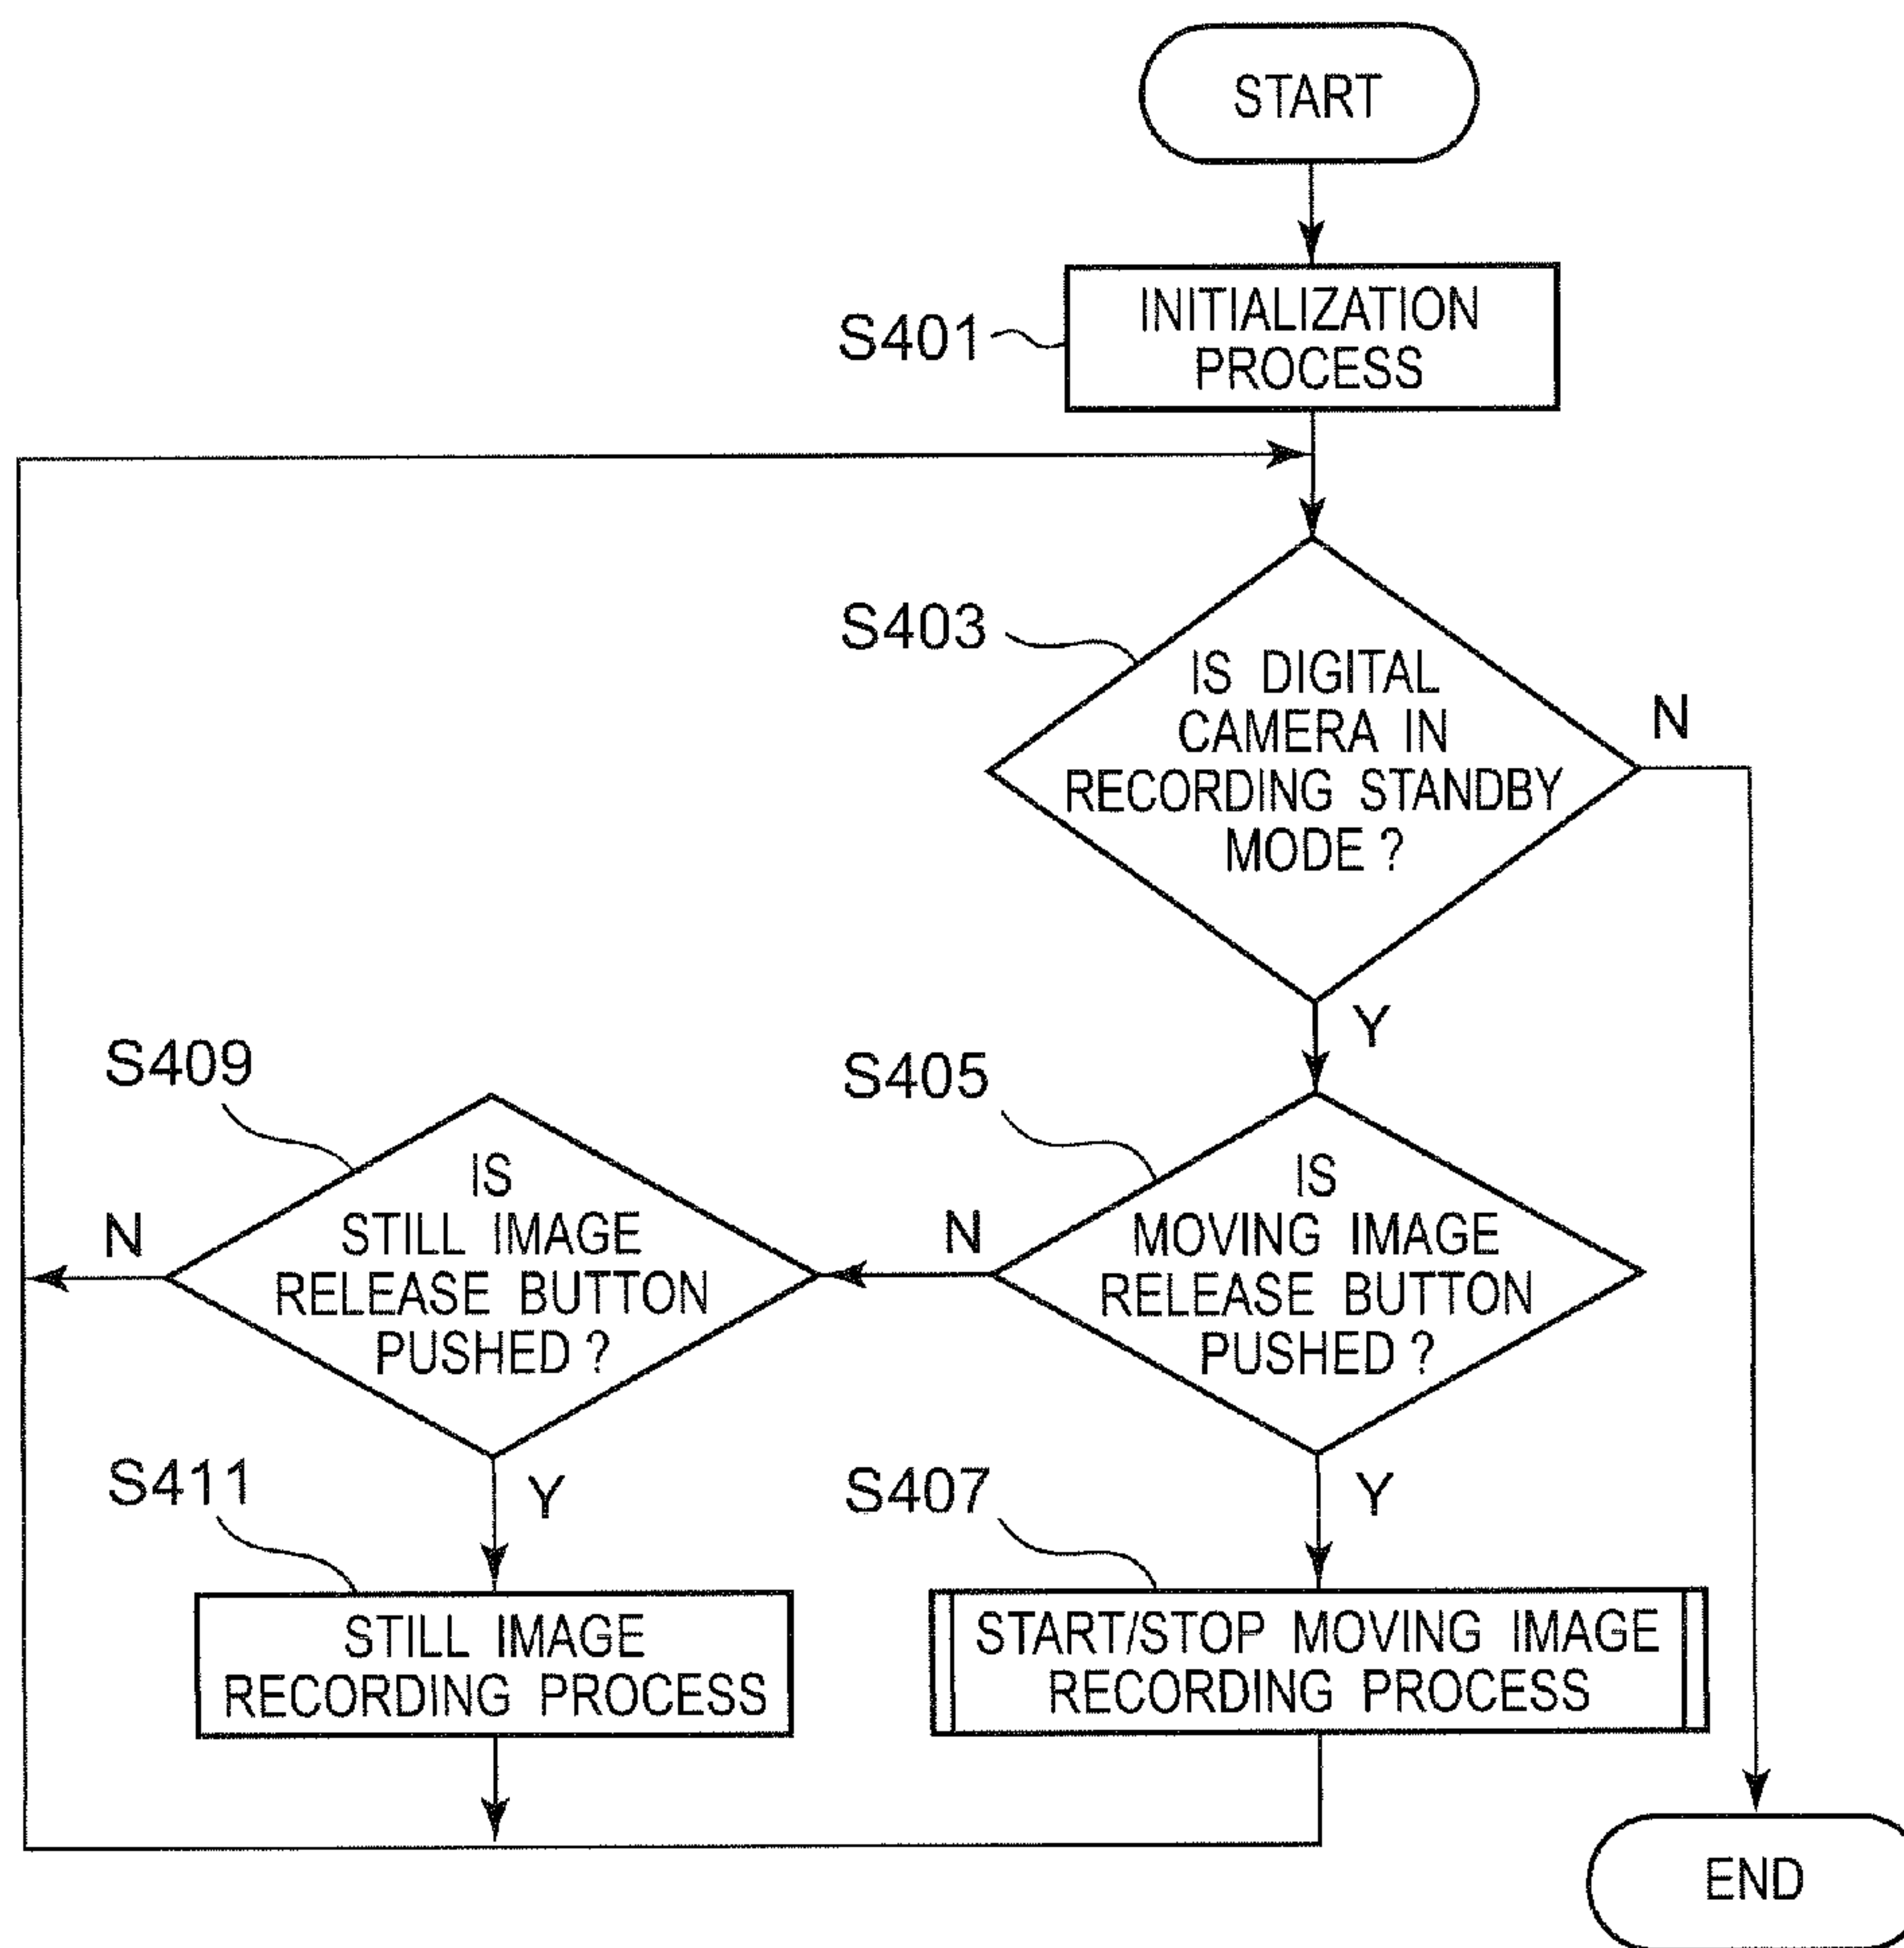 START
S401
INITIALIZATION
PROCESS
S403
IS DIGITAL
CAMERA IN
RECORDING STANDBY
MODE ?
N
Y
S409
IS
STILL IMAGE
RELEASE BUTTON
PUSHED ?
N
S405
IS
MOVING IMAGE
RELEASE BUTTON
PUSHED ?
N
Y
Y
S411
STILL IMAGE
RECORDING PROCESS
S407
START/STOP MOVING IMAGE
RECORDING PROCESS
END